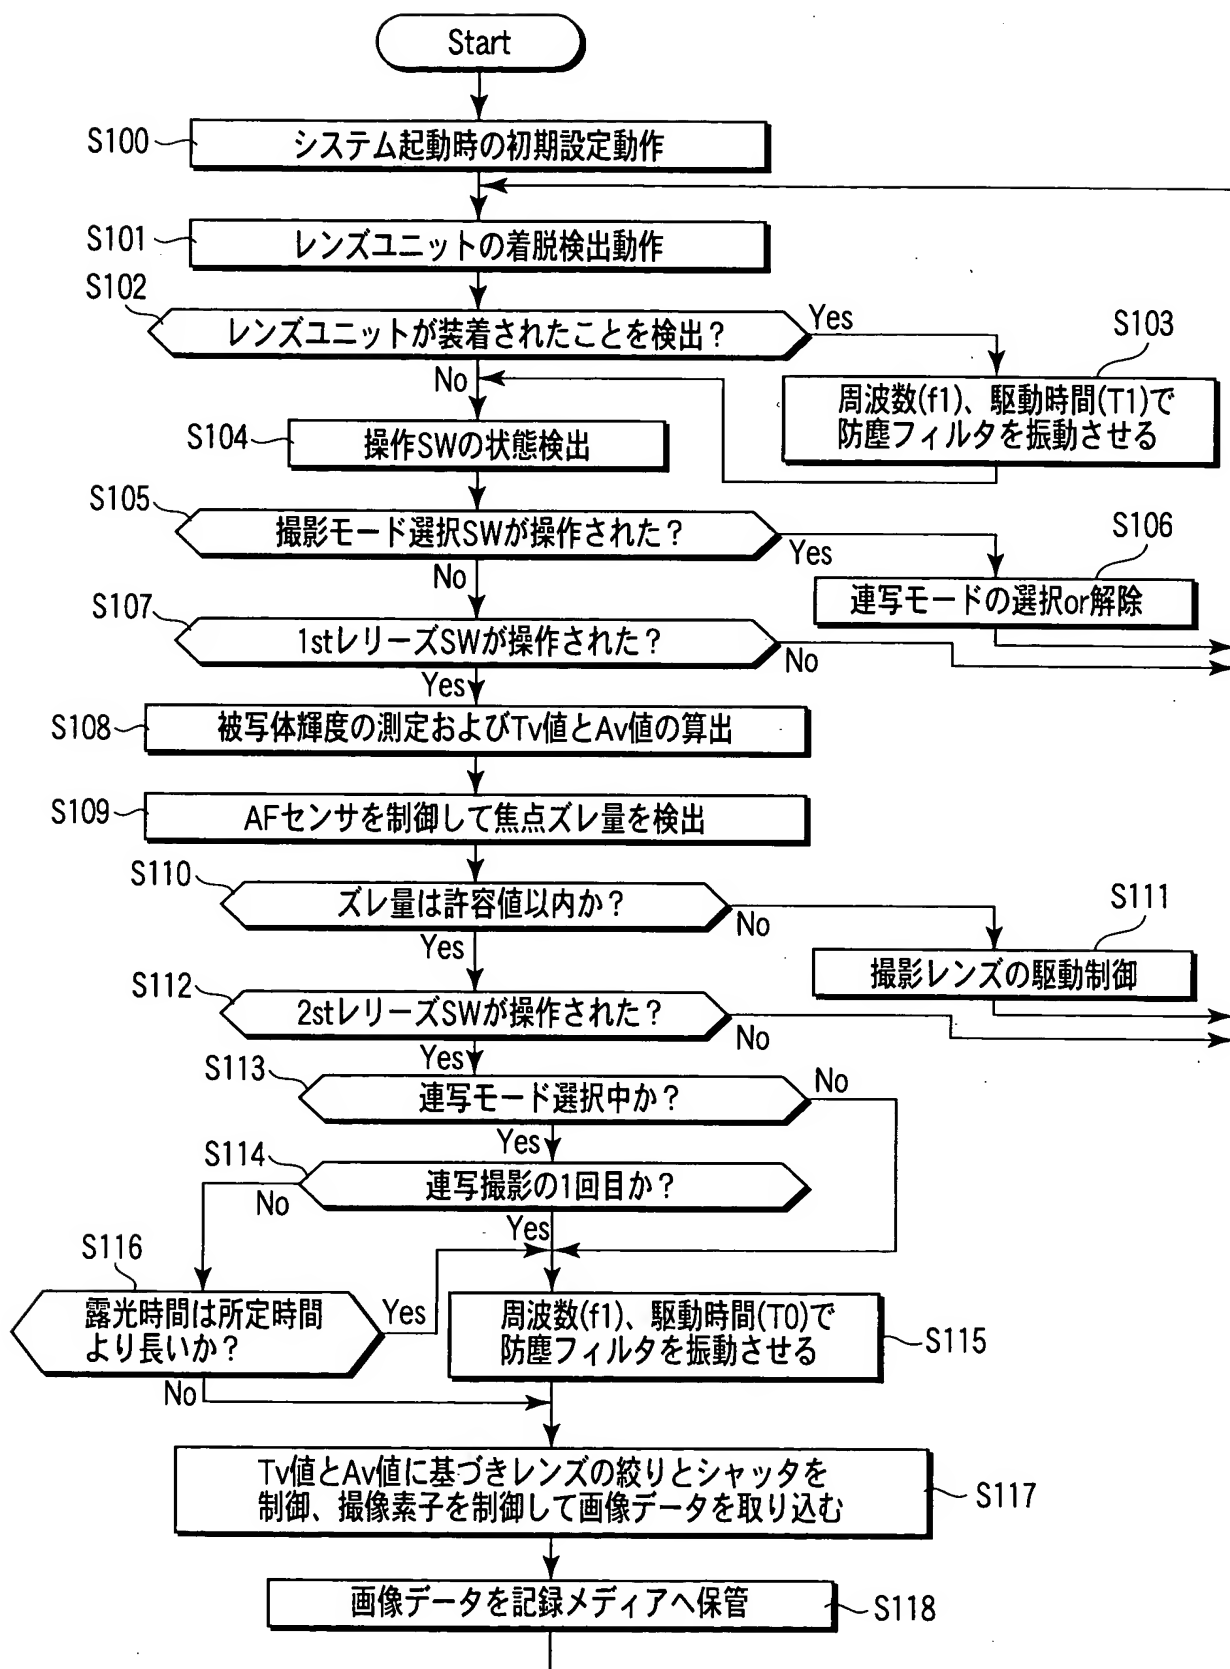 Start
S100
システム起動時の初期設定動作
S101
レンズユニットの着脱検出動作
S102
レンズユニットが装着されたことを検出？
Yes
No
S103
周波数(f1)、駆動時間(T1)で
防塵フィルタを振動させる
S104
操作SWの状態検出
S105
撮影モード選択SWが操作された？
Yes
No
S106
連写モードの選択or解除
S107
1stレリーズSWが操作された？
No
Yes
S108
被写体輝度の測定およびTv値とAv値の算出
S109
AFセンサを制御して焦点ズレ量を検出
S110
ズレ量は許容値以内か？
No
Yes
S111
撮影レンズの駆動制御
S112
2stレリーズSWが操作された？
No
Yes
S113
連写モード選択中か？
No
Yes
S114
連写撮影の1回目か？
No
Yes
S116
露光時間は所定時間
より長いか？
Yes
No
周波数(f1)、駆動時間(T0)で
防塵フィルタを振動させる
S115
Tv値とAv値に基づきレンズの絞りとシャッタを
制御、撮像素子を制御して画像データを取り込む
S117
画像データを記録メディアへ保管
S118